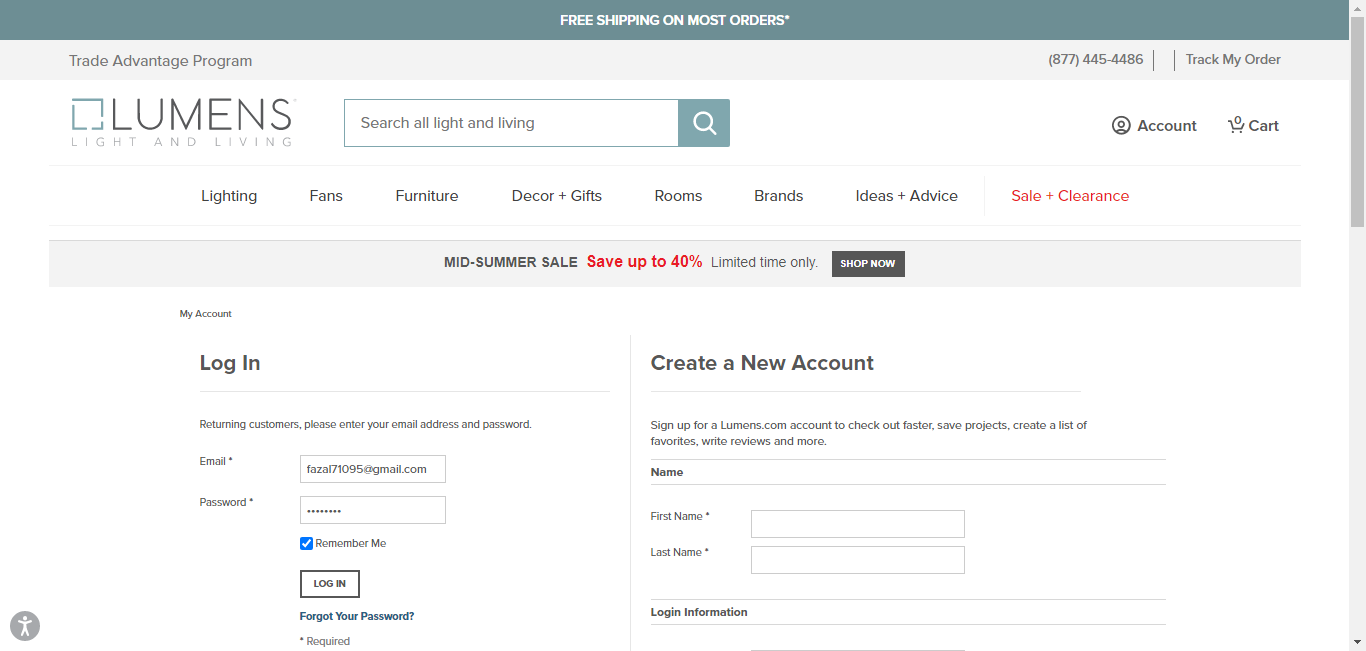 FREE SHIPPING ON MOST ORDERS*
Trade Advantage Program
(877) 445-4486
Track My Order
LUMENS
LIGHT AND LIVING
Search all light and living
Account
0
Cart
Lighting
Fans
Furniture
Decor + Gifts
Rooms
Brands
Ideas + Advice
Sale + Clearance
MID-SUMMER SALE Save up to 40% Limited time only. SHOP NOW
My Account
Log In
Returning customers, please enter your email address and password.
Email *
fazal71095@gmail.com
Password *
••••••••
Remember Me
LOG IN
Forgot Your Password?
* Required
Create a New Account
Sign up for a Lumens.com account to check out faster, save projects, create a list of
favorites, write reviews and more.
Name
First Name *
Last Name *
Login Information